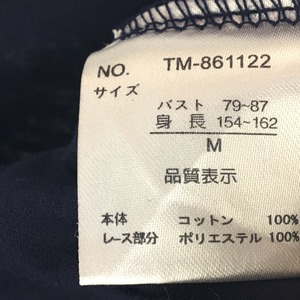 NO. TM-861122
サイズ
バスト 79~87
身長 154~162
M
品質表示
本体 コットン 100%
レース部分 ポリエステル 100%